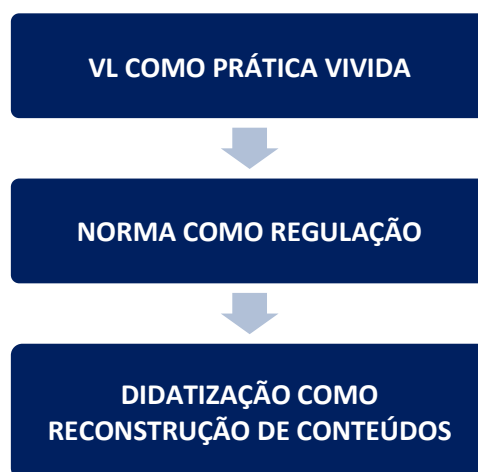 VL COMO PRÁTICA VIVIDA
NORMA COMO REGULAÇÃO
DIDATIZAÇÃO COMO
RECONSTRUÇÃO DE CONTEÚDOS